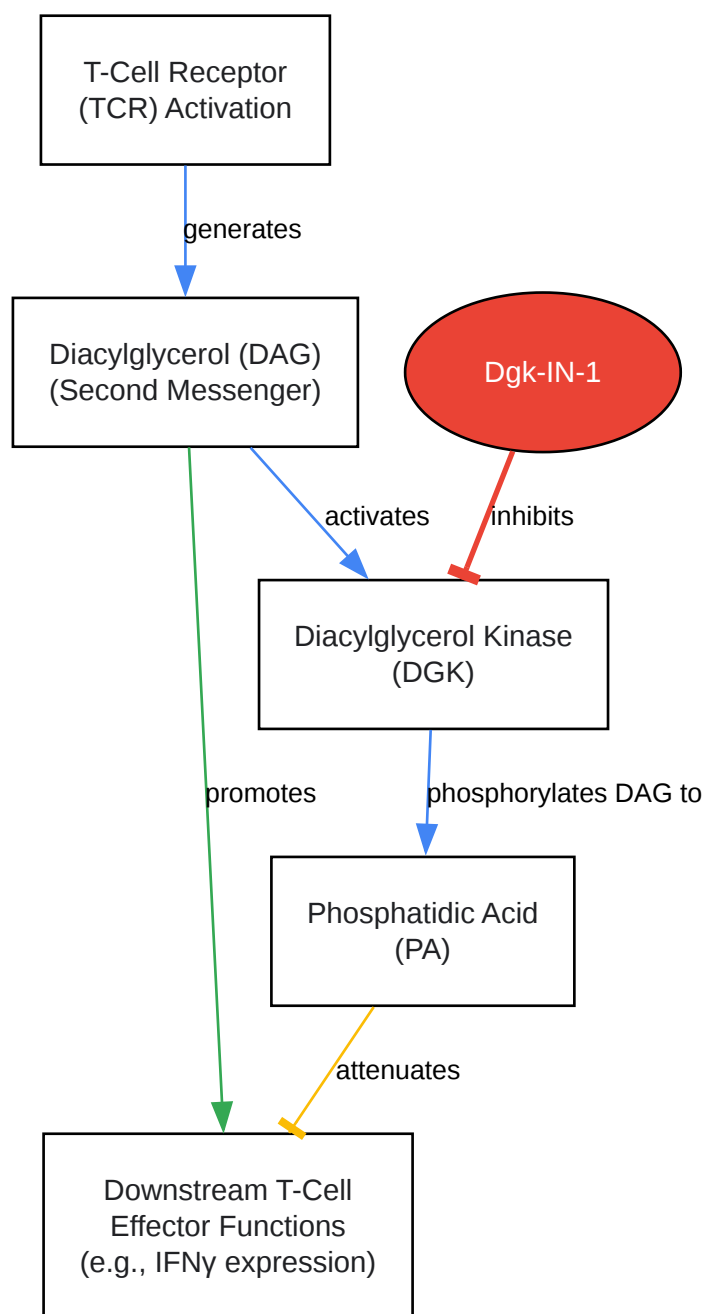 T-Cell Receptor
(TCR) Activation
generates
Diacylglycerol (DAG)
(Second Messenger)
Dgk-IN-1
activates
inhibits
Diacylglycerol Kinase
(DGK)
promotes
phosphorylates DAG to
Phosphatidic Acid
(PA)
attenuates
Downstream T-Cell
Effector Functions
(e.g., IFNγ expression)